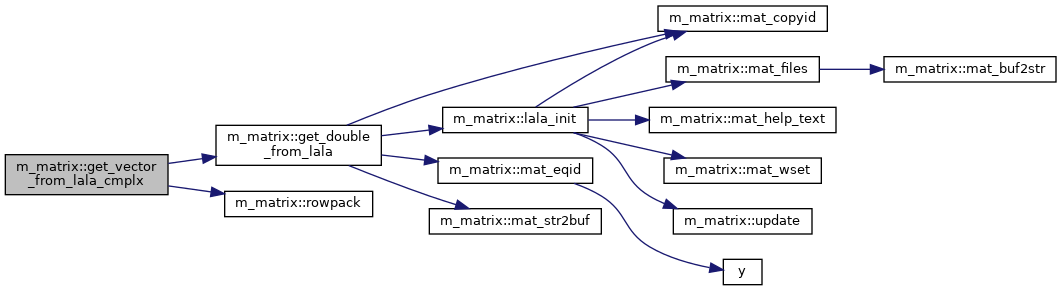 m_matrix::get_vector
_from_lala_cmplx
m_matrix::get_double
_from_lala
m_matrix::rowpack
m_matrix::mat_copyid
m_matrix::lala_init
m_matrix::mat_eqid
m_matrix::mat_str2buf
m_matrix::mat_files
m_matrix::mat_buf2str
m_matrix::mat_help_text
m_matrix::mat_wset
m_matrix::update
y